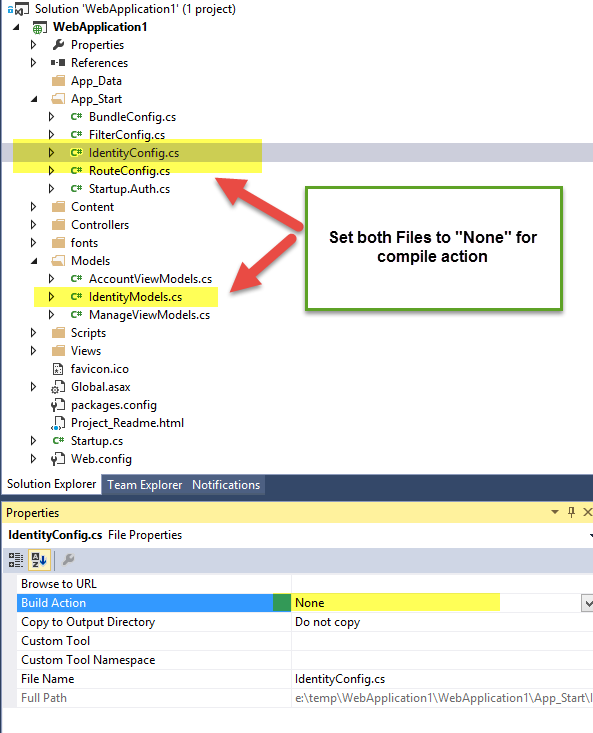 Solution 'WebApplication1' (1 project)
WebApplication1
Properties
References
App_Data
App_Start
C# BundleConfig.cs
C# FilterConfig.cs
C# IdentityConfig.cs
C# RouteConfig.cs
C# Startup.Auth.cs
Content
Controllers
fonts
Models
C# AccountViewModels.cs
C# IdentityModels.cs
C# ManageViewModels.cs
Scripts
Views
favicon.ico
Global.asax
packages.config
Project_Readme.html
C# Startup.cs
Web.config
Set both Files to "None" for
compile action
Solution Explorer Team Explorer Notifications
Properties
IdentityConfig.cs File Properties
Browse to URL
Build Action None
Copy to Output Directory Do not copy
Custom Tool
Custom Tool Namespace
File Name IdentityConfig.cs
Full Path e:\temp\WebApplication1\WebApplication1\App_Start\I